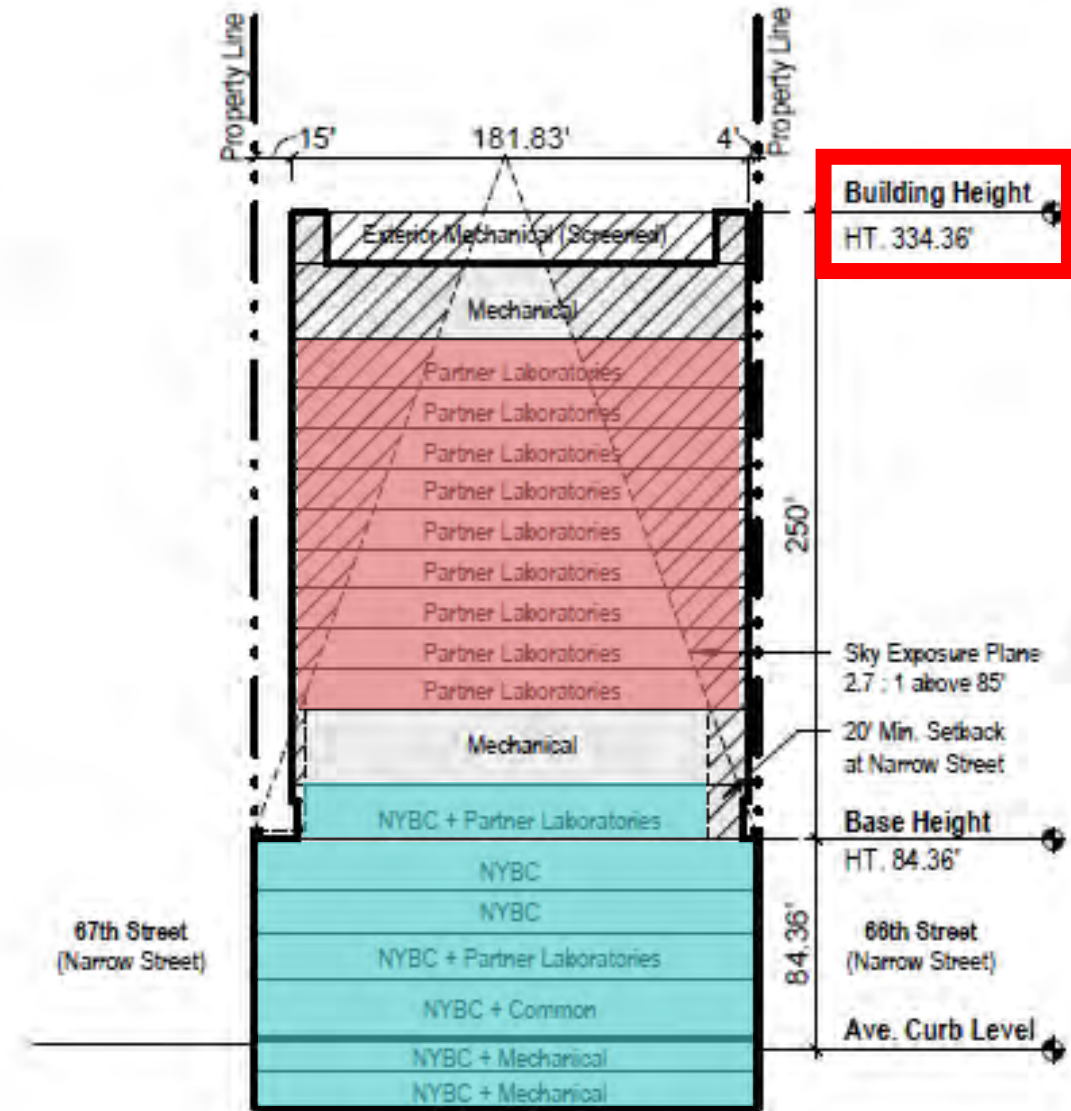 Property Line
Property Line
15'
181.83'
4'
Building Height
HT. 334.36'
Exterior Mechanical (Screened)
Mechanical
Partner Laboratories
Partner Laboratories
Partner Laboratories
Partner Laboratories
Partner Laboratories
Partner Laboratories
Partner Laboratories
Partner Laboratories
Partner Laboratories
250'
Sky Exposure Plane
2.7 : 1 above 85'
Mechanical
20' Min. Setback
at Narrow Street
NYBC + Partner Laboratories
Base Height
HT. 84.36'
NYBC
NYBC
84.36'
67th Street
(Narrow Street)
66th Street
(Narrow Street)
NYBC + Partner Laboratories
NYBC + Common
Ave. Curb Level
NYBC + Mechanical
NYBC + Mechanical